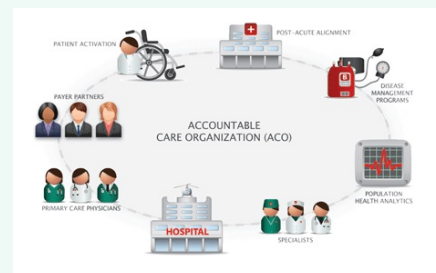 POST-ACUTE ALIGNMENT
PATIENT ACTIVATION
DISEASE
MANAGEMENT
PROGRAMS
PAYER PARTNERS
ACCOUNTABLE
CARE ORGANIZATION (ACO)
PRIMARY CARE PHYSICIANS
POPULATION
HEALTH ANALYTICS
HOSPITAL
SPECIALISTS